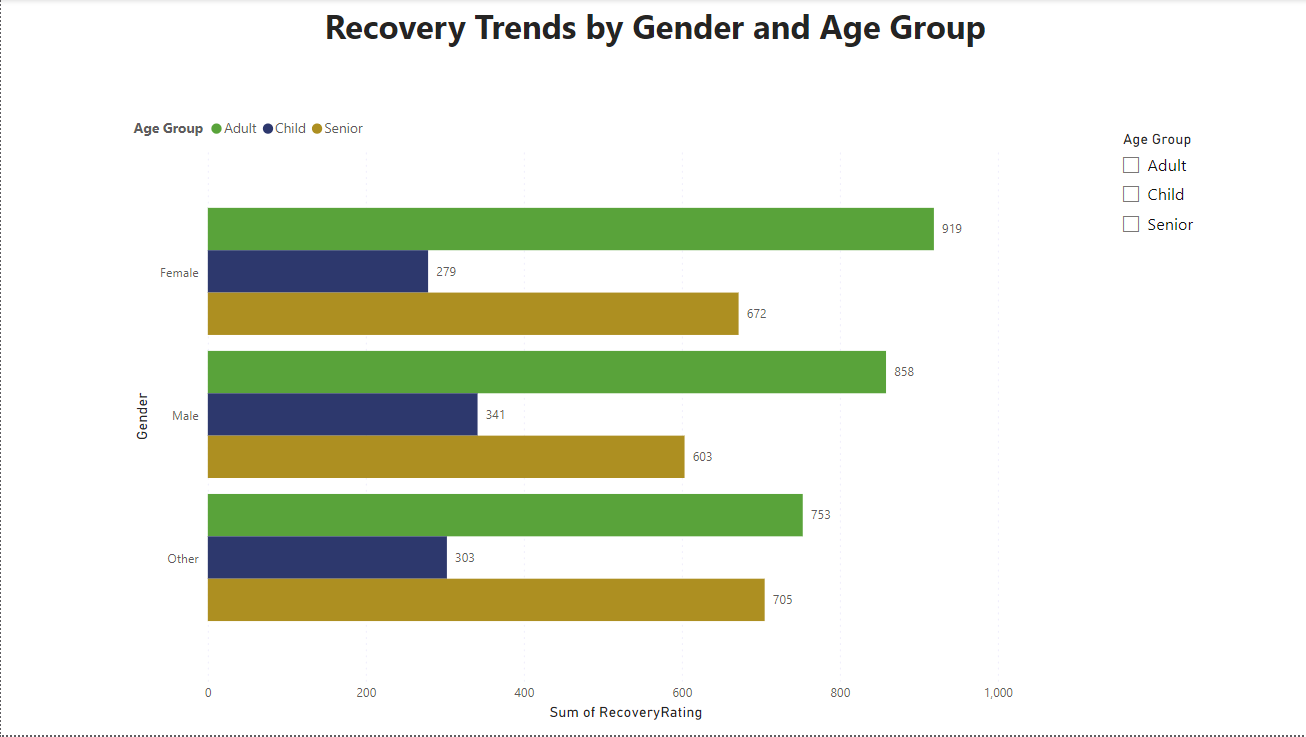 Recovery Trends by Gender and Age Group
Age Group Adult Child Senior
Age Group
Adult
Child
Senior
Gender
Female
919
279
672
Male
858
341
603
Other
753
303
705
0 200 400 600 800 1,000
Sum of RecoveryRating